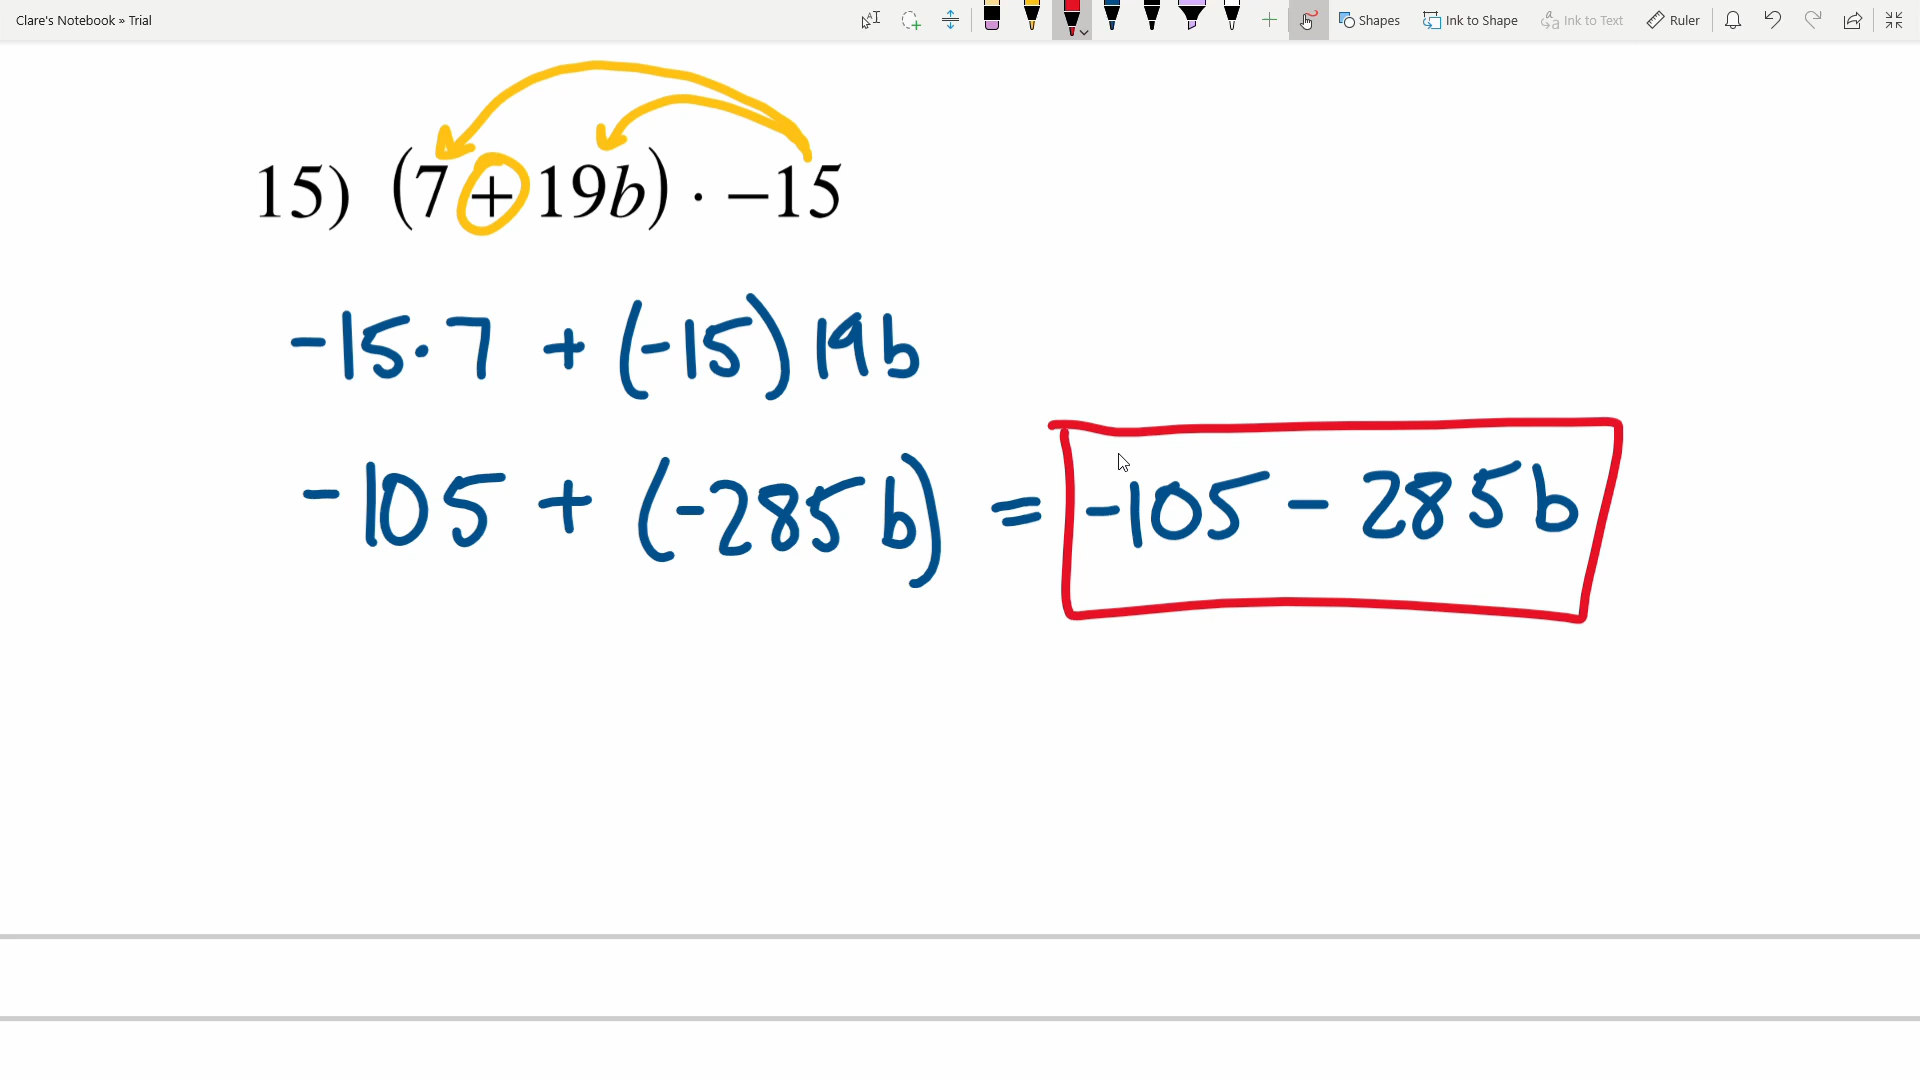 Clare's Notebook » Trial
Shapes Ink to Shape Ink to Text Ruler
15) (7 + 19b) · −15
-15·7 + (-15)19b
-105 + (-285b) = -105 - 285b